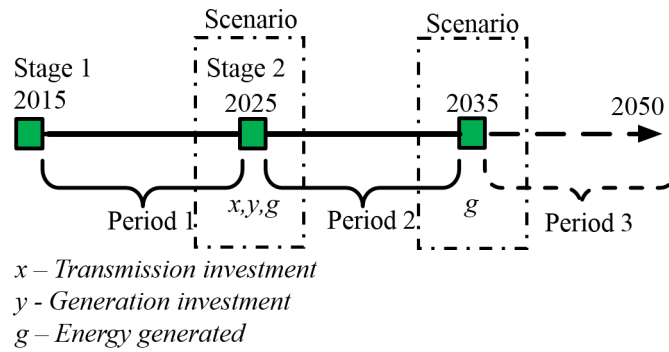 Scenario
Scenario
Stage 1
Stage 2
2015
2025
2035
2050
Period 1
x,y,g
Period 2
g
Period 3
x – Transmission investment
y - Generation investment
g – Energy generated